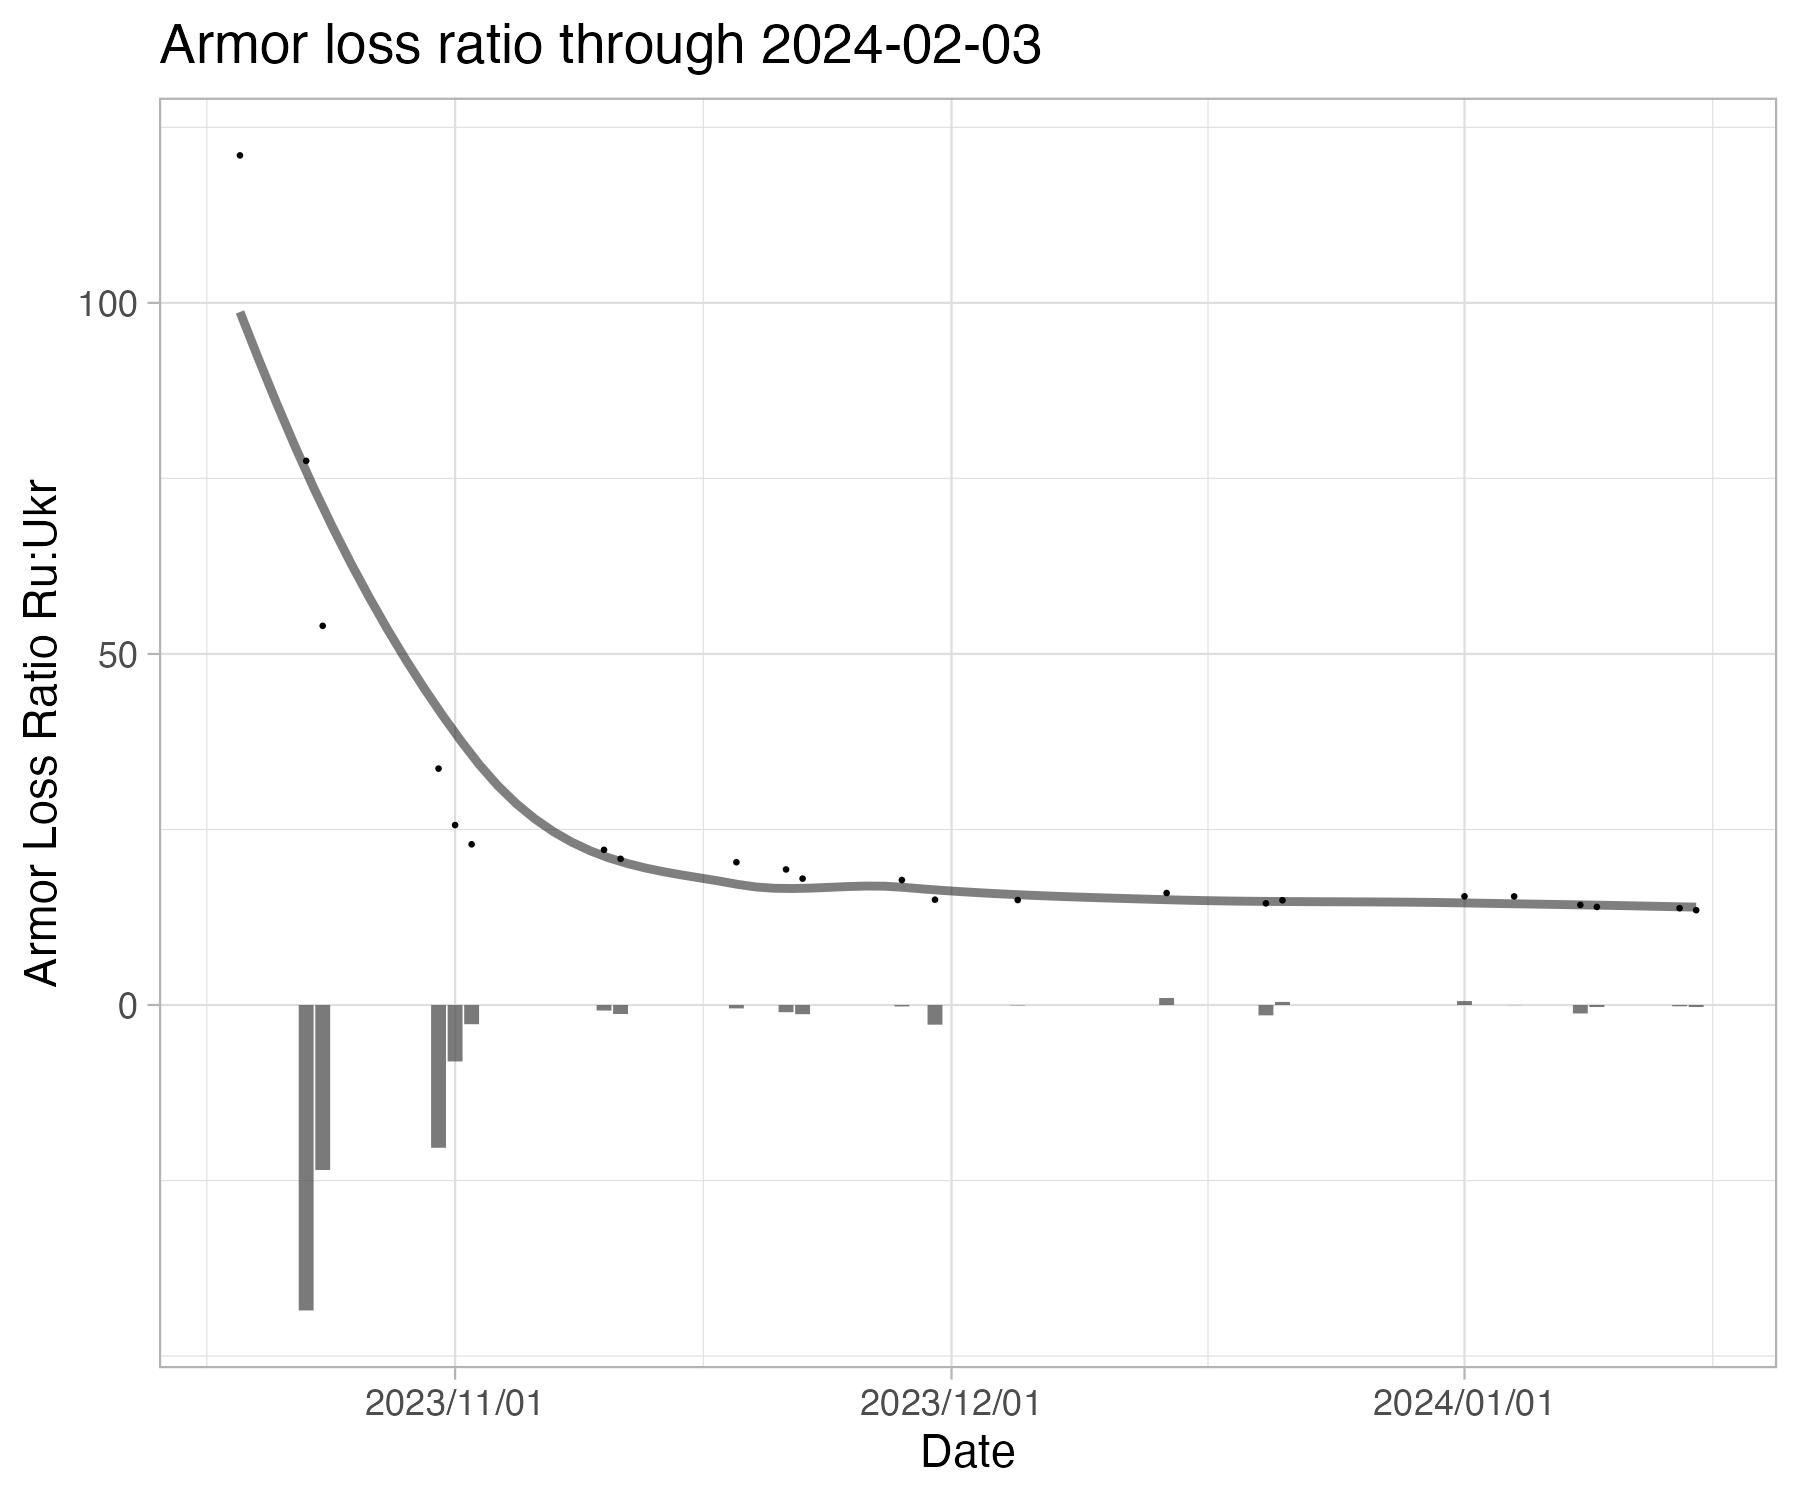 Armor loss ratio through 2024-02-03
Armor Loss Ratio Ru:Ukr
100
50
0
2023/11/01
2023/12/01
2024/01/01
Date